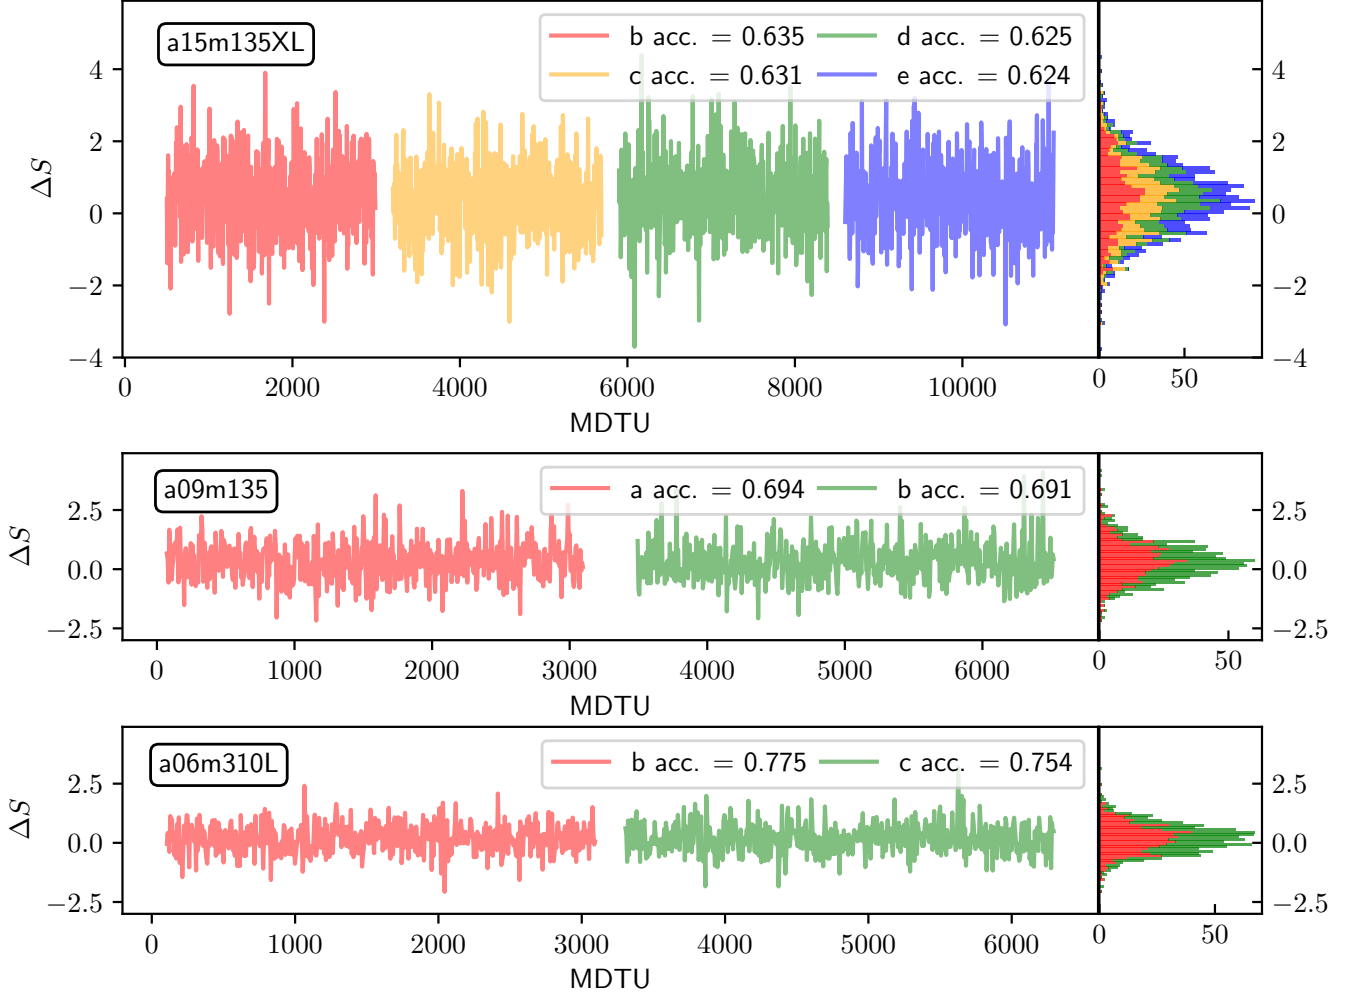 a15m135XL
b acc. = 0.635 d acc. = 0.625
c acc. = 0.631 e acc. = 0.624
ΔS
4
2
0
−2
−4
4
2
0
−2
−4
0 2000 4000 6000 8000 10000
0 50
MDTU
a09m135
a acc. = 0.694 b acc. = 0.691
ΔS
2.5
0.0
−2.5
2.5
0.0
−2.5
0 1000 2000 3000 4000 5000 6000
0 50
MDTU
a06m310L
b acc. = 0.775 c acc. = 0.754
ΔS
2.5
0.0
−2.5
2.5
0.0
−2.5
0 1000 2000 3000 4000 5000 6000
0 50
MDTU